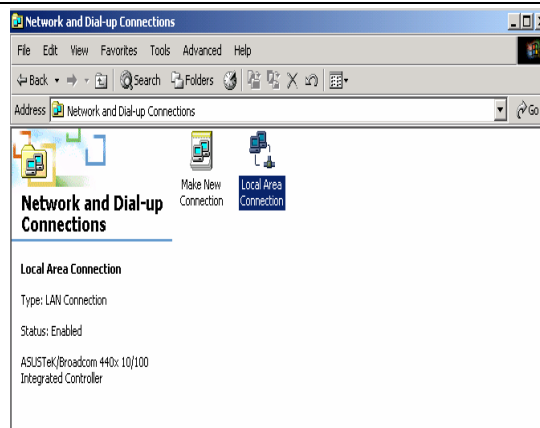 Network and Dial-up Connections
File Edit View Favorites Tools Advanced Help
Back Search Folders
Address Network and Dial-up Connections Go
Make New
Connection
Local Area
Connection
Network and Dial-up
Connections
Local Area Connection
Type: LAN Connection
Status: Enabled
ASUSTeK/Broadcom 440x 10/100
Integrated Controller